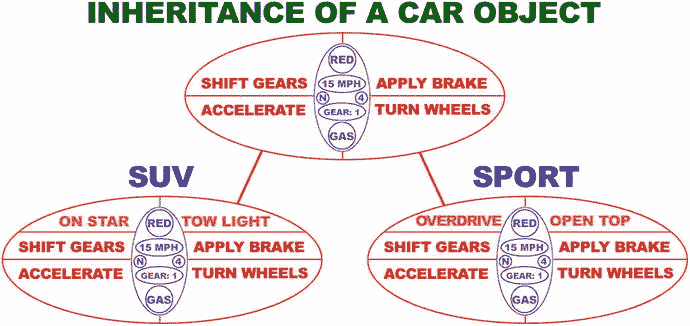 INHERITANCE OF A CAR OBJECT
RED
SHIFT GEARS 15 MPH APPLY BRAKE
N 4
ACCELERATE GEAR: 1 TURN WHEELS
GAS
SUV
ON STAR RED TOW LIGHT
SHIFT GEARS 15 MPH APPLY BRAKE
N 4
ACCELERATE GEAR: 1 TURN WHEELS
GAS
SPORT
OVERDRIVE RED OPEN TOP
SHIFT GEARS 15 MPH APPLY BRAKE
N 4
ACCELERATE GEAR: 1 TURN WHEELS
GAS